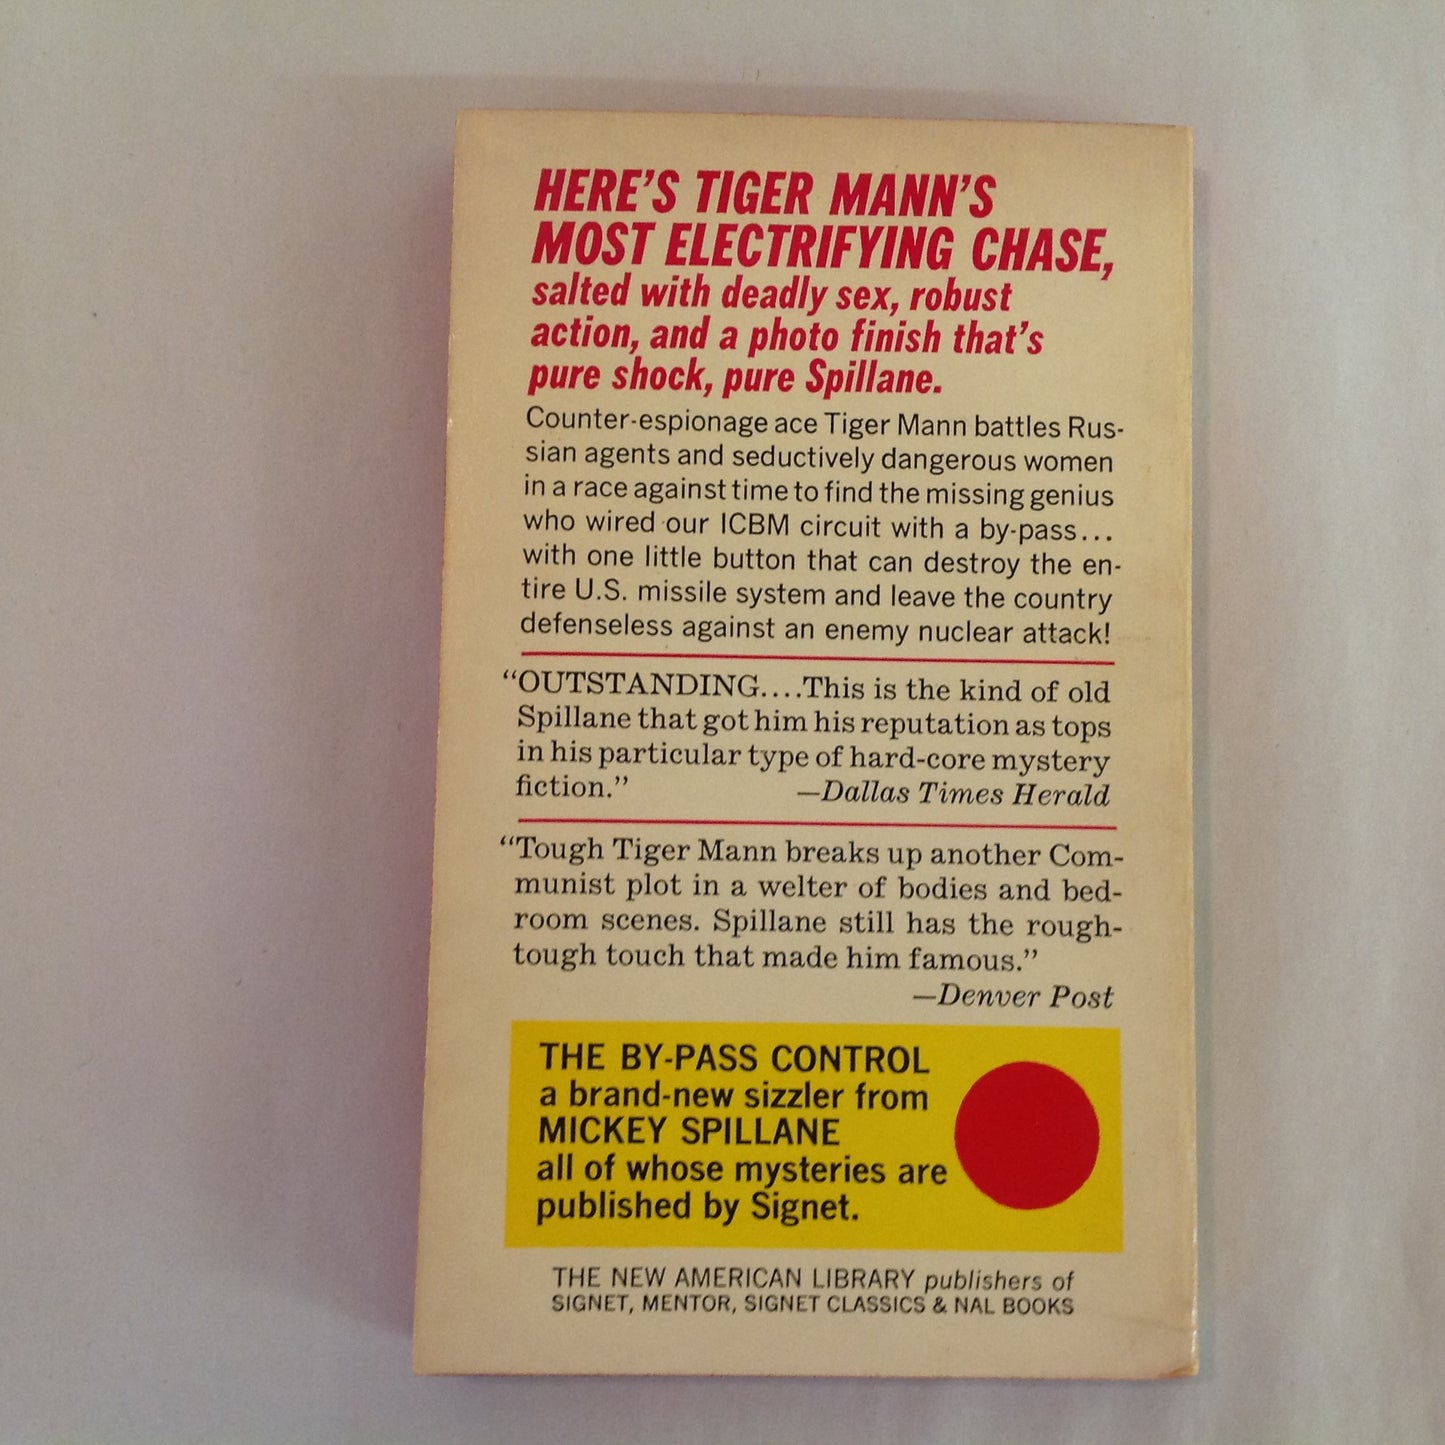 HERE'S TIGER MANN'S
MOST ELECTRIFYING CHASE,
salted with deadly sex, robust
action, and a photo finish that's
pure shock, pure Spillane.
Counter-espionage ace Tiger Mann battles Rus-
sian agents and seductively dangerous women
in a race against time to find the missing genius
who wired our ICBM circuit with a by-pass...
with one little button that can destroy the en-
tire U.S. missile system and leave the country
defenseless against an enemy nuclear attack!
“OUTSTANDING....This is the kind of old
Spillane that got him his reputation as tops
in his particular type of hard-core mystery
fiction.” —Dallas Times Herald
“Tough Tiger Mann breaks up another Com-
munist plot in a welter of bodies and bed-
room scenes. Spillane still has the rough-
tough touch that made him famous.”
—Denver Post
THE BY-PASS CONTROL
a brand-new sizzler from
MICKEY SPILLANE
all of whose mysteries are
published by Signet.
THE NEW AMERICAN LIBRARY publishers of
SIGNET, MENTOR, SIGNET CLASSICS & NAL BOOKS